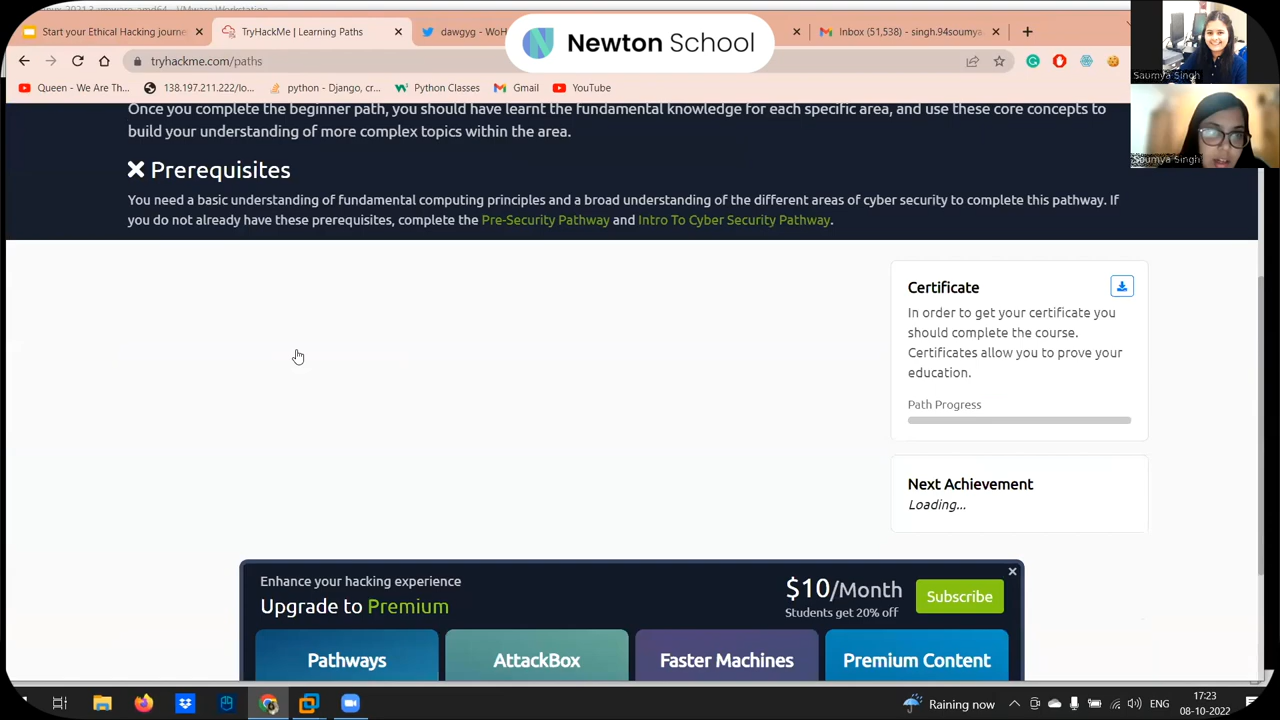 Start your Ethical Hacking journe
TryHackMe | Learning Paths
dawgyg - WoH
Inbox (51,538) - singh.94soumya
Newton School
tryhackme.com/paths
Queen - We Are Th...
138.197.211.222/lo...
python - Django, cr...
Python Classes
Gmail
YouTube
Saumya Singh
Soumya Singh
Once you complete the beginner path, you should have learnt the fundamental knowledge for each specific area, and use these core concepts to
build your understanding of more complex topics within the area.
Prerequisites
You need a basic understanding of fundamental computing principles and a broad understanding of the different areas of cyber security to complete this pathway. If
you do not already have these prerequisites, complete the Pre-Security Pathway and Intro To Cyber Security Pathway.
Certificate
In order to get your certificate you
should complete the course.
Certificates allow you to prove your
education.
Path Progress
Next Achievement
Loading...
Enhance your hacking experience
Upgrade to Premium
$10/Month
Students get 20% off
Subscribe
Pathways
AttackBox
Faster Machines
Premium Content
Raining now
ENG
17:23
08-10-2022